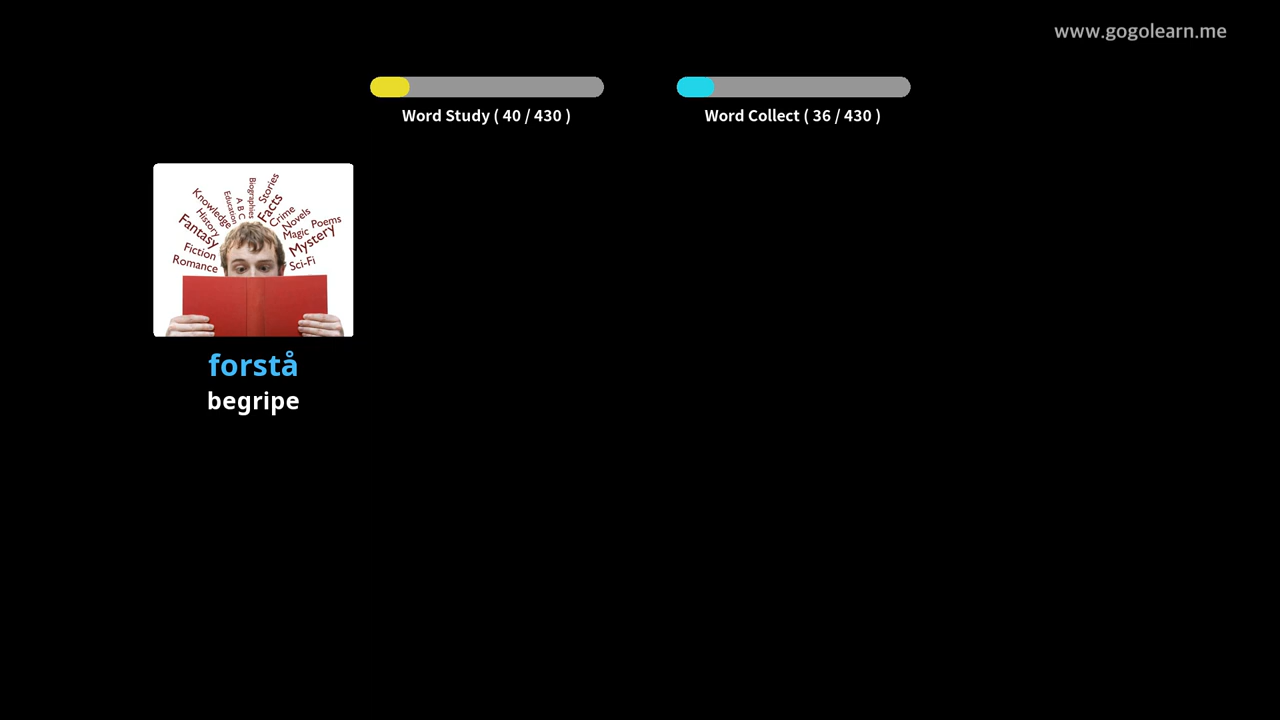 www.gogolearn.me
Word Study ( 40 / 430 )
Word Collect ( 36 / 430 )
Knowledge
History
Fantasy
Fiction
Romance
Education
A B C
Biographies
Stories
Facts
Crime
Novels
Magic
Poems
Mystery
Sci-Fi
forstå
begripe